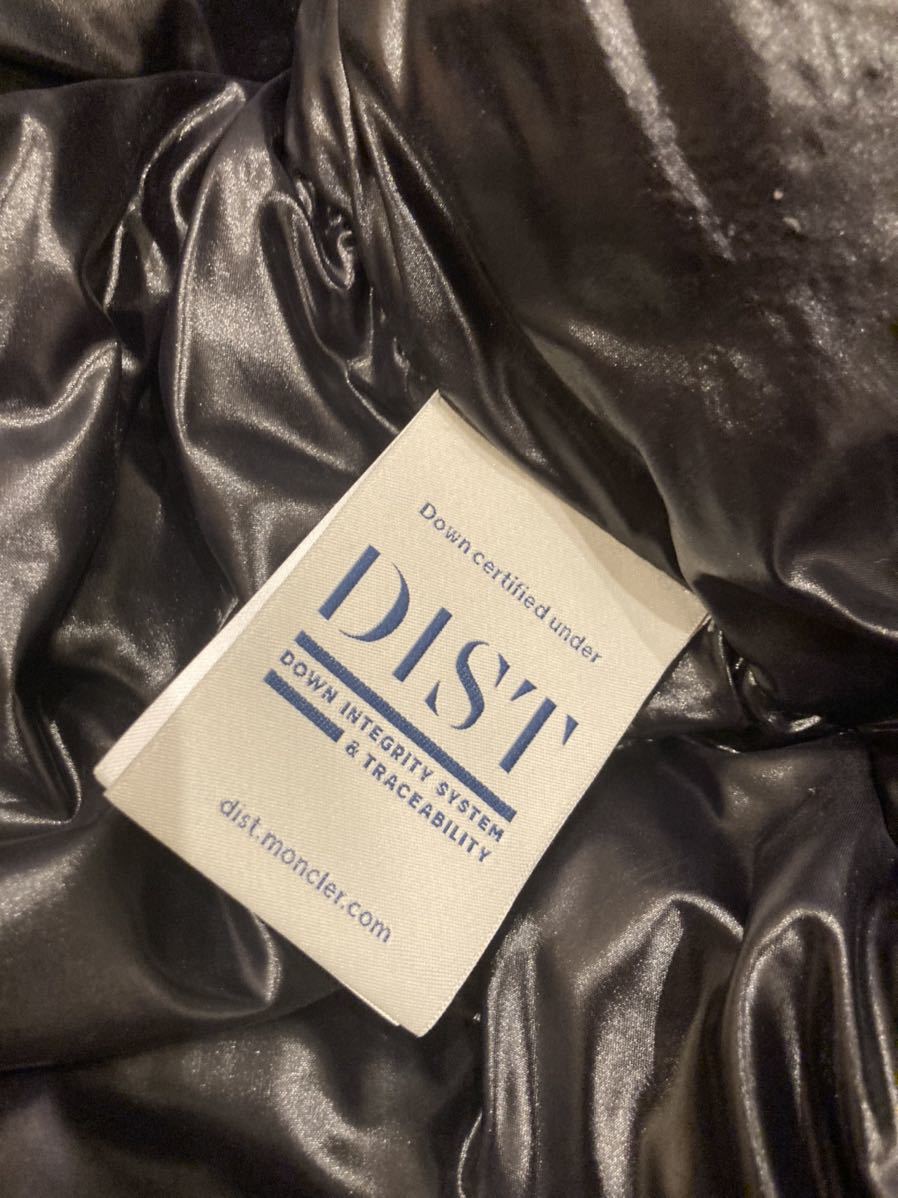 Down certified under
DIST
DOWN INTEGRITY SYSTEM
& TRACEABILITY
dist.moncler.com